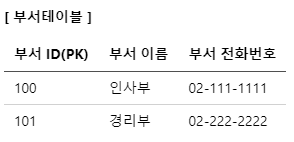 [ 부서테이블 ]
부서 ID(PK) 부서 이름 부서 전화번호
100 인사부 02-111-1111
101 경리부 02-222-2222